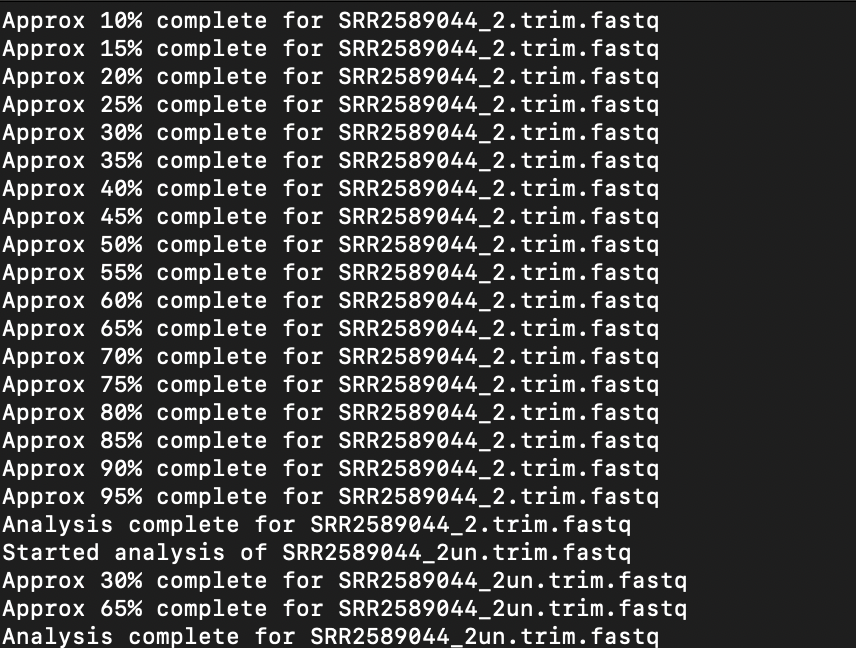 Approx 10% complete for SRR2589044_2.trim.fastq
Approx 15% complete for SRR2589044_2.trim.fastq
Approx 20% complete for SRR2589044_2.trim.fastq
Approx 25% complete for SRR2589044_2.trim.fastq
Approx 30% complete for SRR2589044_2.trim.fastq
Approx 35% complete for SRR2589044_2.trim.fastq
Approx 40% complete for SRR2589044_2.trim.fastq
Approx 45% complete for SRR2589044_2.trim.fastq
Approx 50% complete for SRR2589044_2.trim.fastq
Approx 55% complete for SRR2589044_2.trim.fastq
Approx 60% complete for SRR2589044_2.trim.fastq
Approx 65% complete for SRR2589044_2.trim.fastq
Approx 70% complete for SRR2589044_2.trim.fastq
Approx 75% complete for SRR2589044_2.trim.fastq
Approx 80% complete for SRR2589044_2.trim.fastq
Approx 85% complete for SRR2589044_2.trim.fastq
Approx 90% complete for SRR2589044_2.trim.fastq
Approx 95% complete for SRR2589044_2.trim.fastq
Analysis complete for SRR2589044_2.trim.fastq
Started analysis of SRR2589044_2un.trim.fastq
Approx 30% complete for SRR2589044_2un.trim.fastq
Approx 65% complete for SRR2589044_2un.trim.fastq
Analysis complete for SRR2589044_2un.trim.fastq